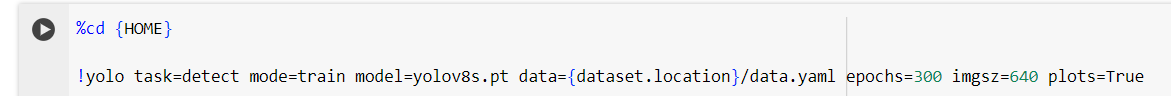 %cd {HOME}
!yolo task=detect mode=train model=yolov8s.pt data={dataset.location}/data.yaml epochs=300 imgsz=640 plots=True